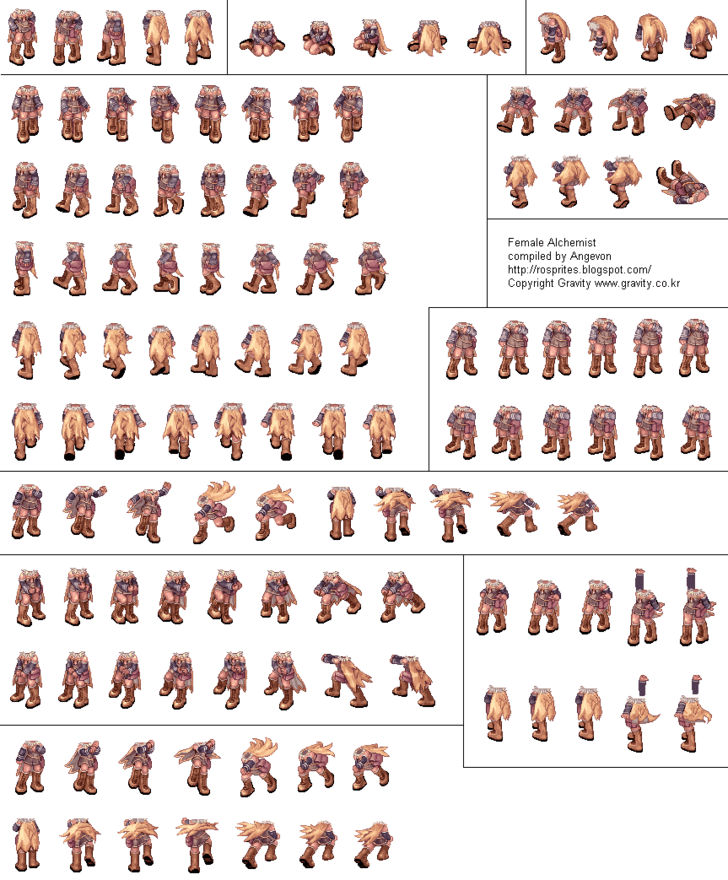 Female Alchemist
compiled by Angevon
http://rosprites.blogspot.com/
Copyright Gravity www.gravity.co.kr